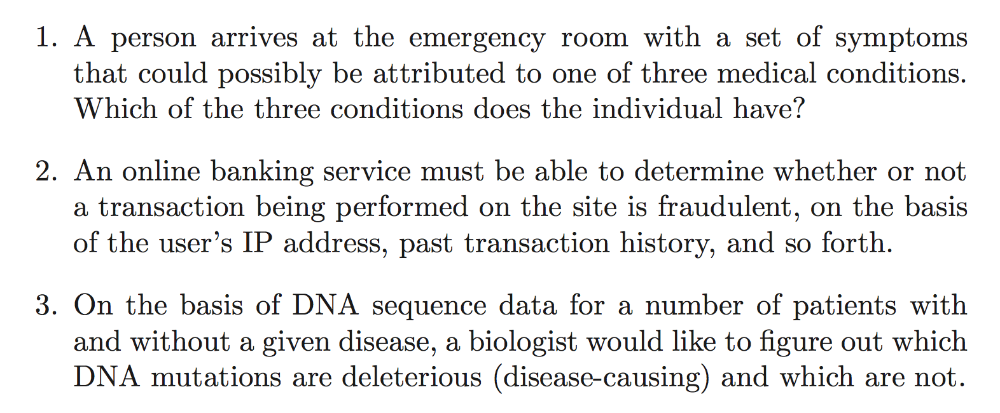 1. A person arrives at the emergency room with a set of symptoms
that could possibly be attributed to one of three medical conditions.
Which of the three conditions does the individual have?
2. An online banking service must be able to determine whether or not
a transaction being performed on the site is fraudulent, on the basis
of the user’s IP address, past transaction history, and so forth.
3. On the basis of DNA sequence data for a number of patients with
and without a given disease, a biologist would like to figure out which
DNA mutations are deleterious (disease-causing) and which are not.